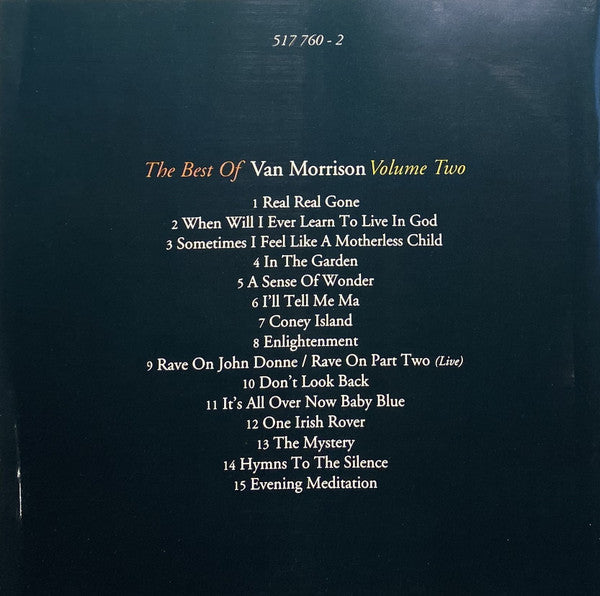 517 760 - 2
The Best Of Van Morrison Volume Two
1 Real Real Gone
2 When Will I Ever Learn To Live In God
3 Sometimes I Feel Like A Motherless Child
4 In The Garden
5 A Sense Of Wonder
6 I'll Tell Me Ma
7 Coney Island
8 Enlightenment
9 Rave On John Donne / Rave On Part Two (Live)
10 Don't Look Back
11 It's All Over Now Baby Blue
12 One Irish Rover
13 The Mystery
14 Hymns To The Silence
15 Evening Meditation